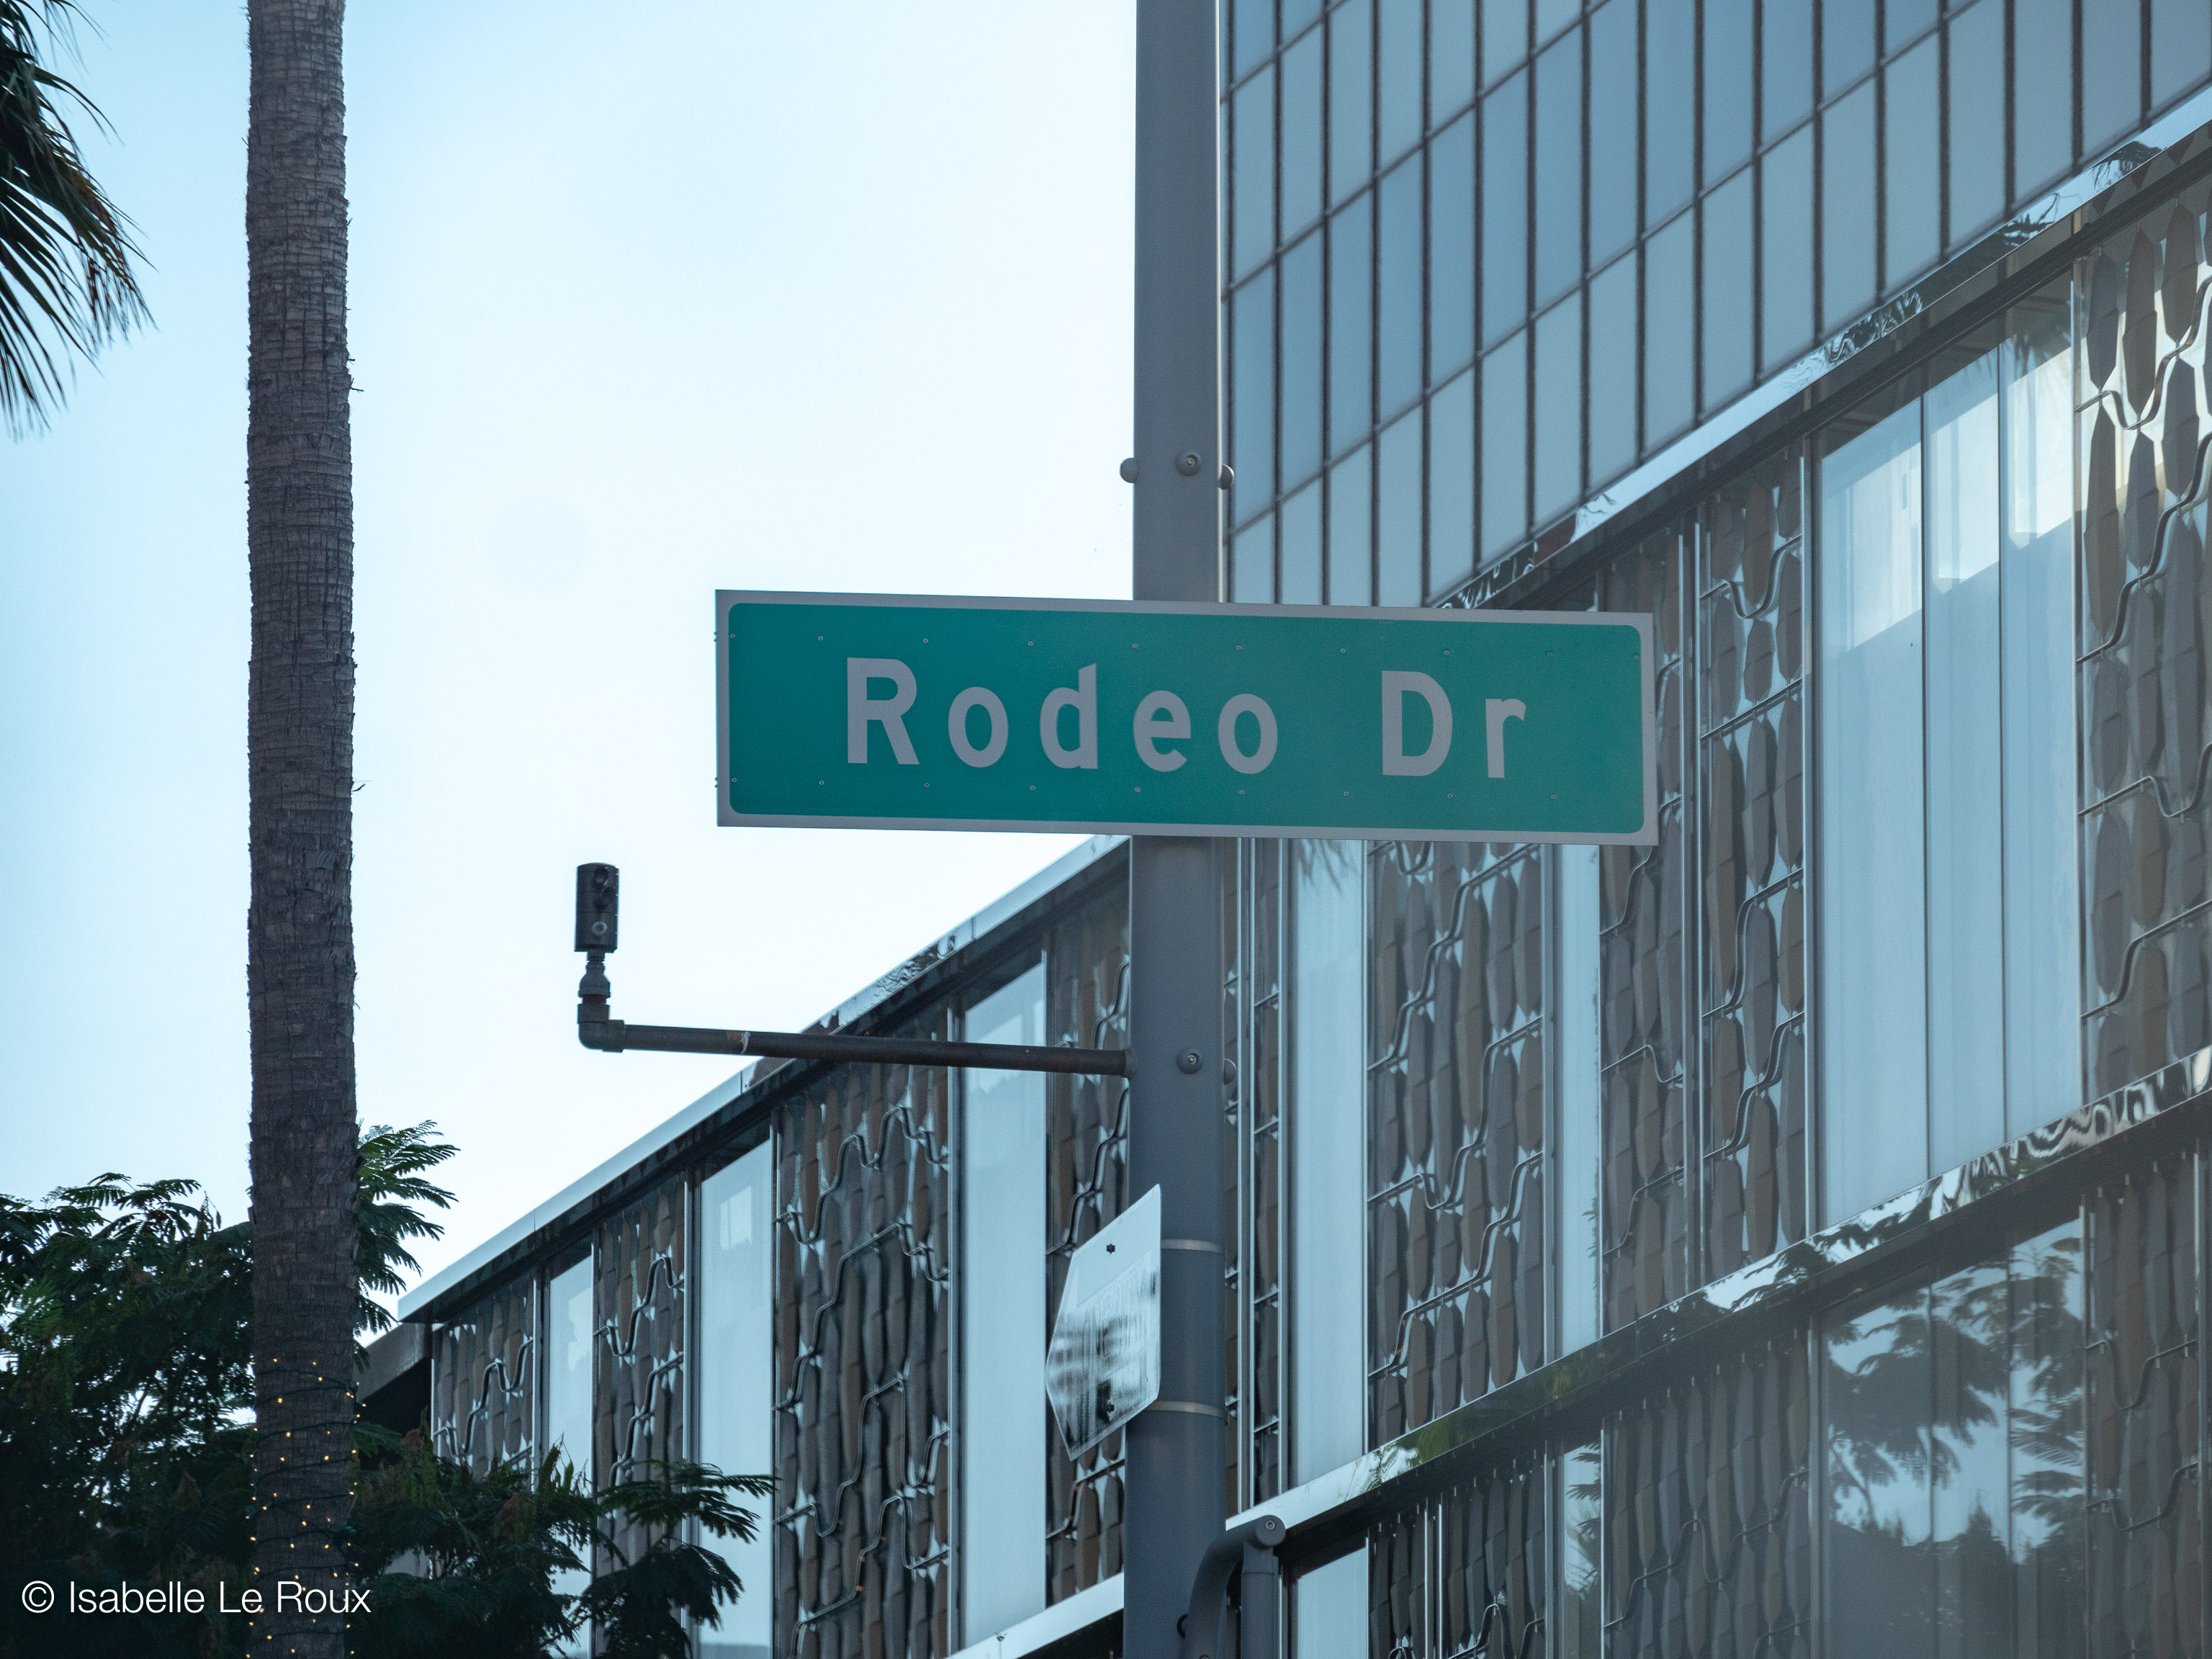 Rodeo Dr
© Isabelle Le Roux